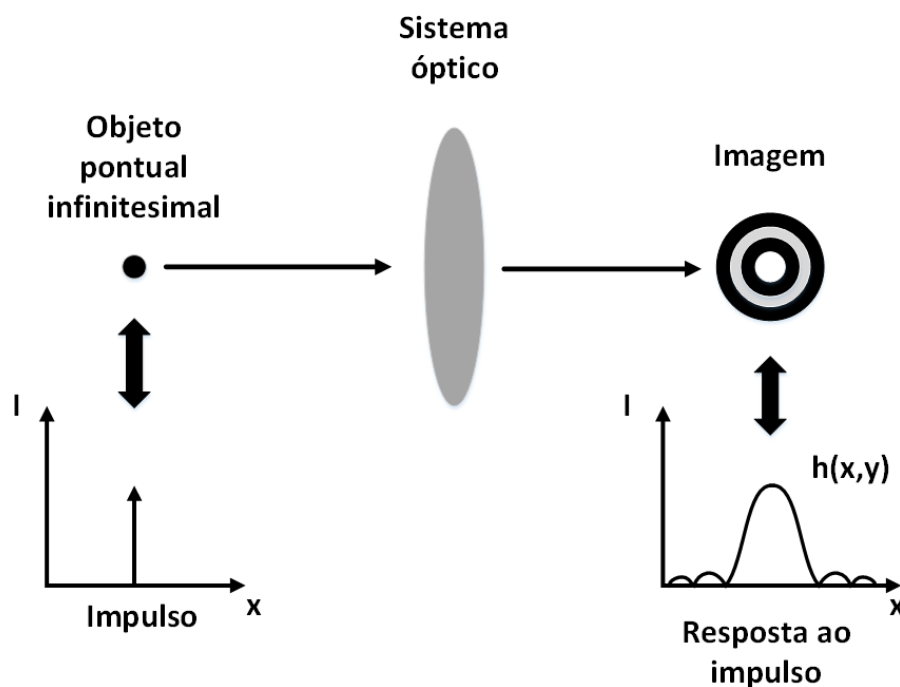 Sistema
óptico
Objeto
pontual
infinitesimal
Imagem
I
x
Impulso
I
h(x,y)
x
Resposta ao
impulso